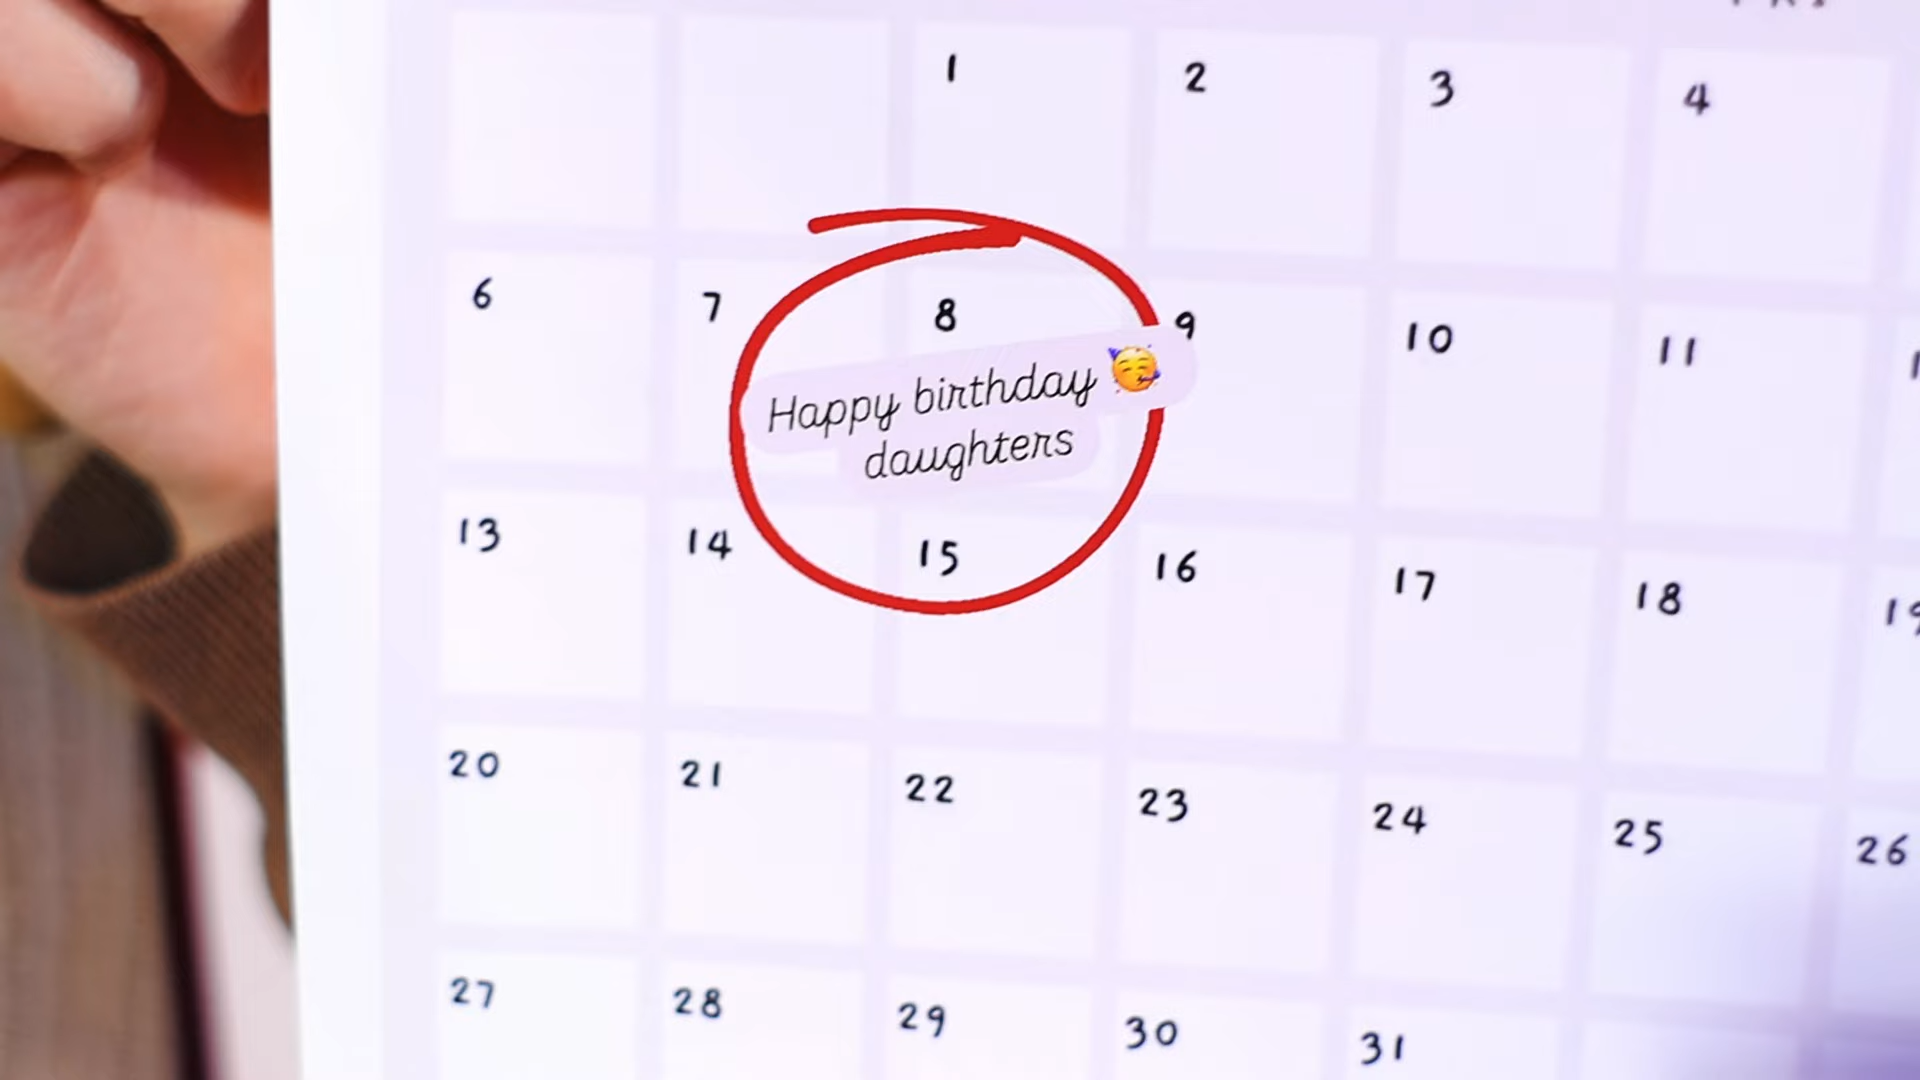 1 2 3 4
6 7 8 9 10 11
Happy birthday 🥳
daughters
13 14 15 16 17 18 19
20 21 22 23 24 25 26
27 28 29 30 31